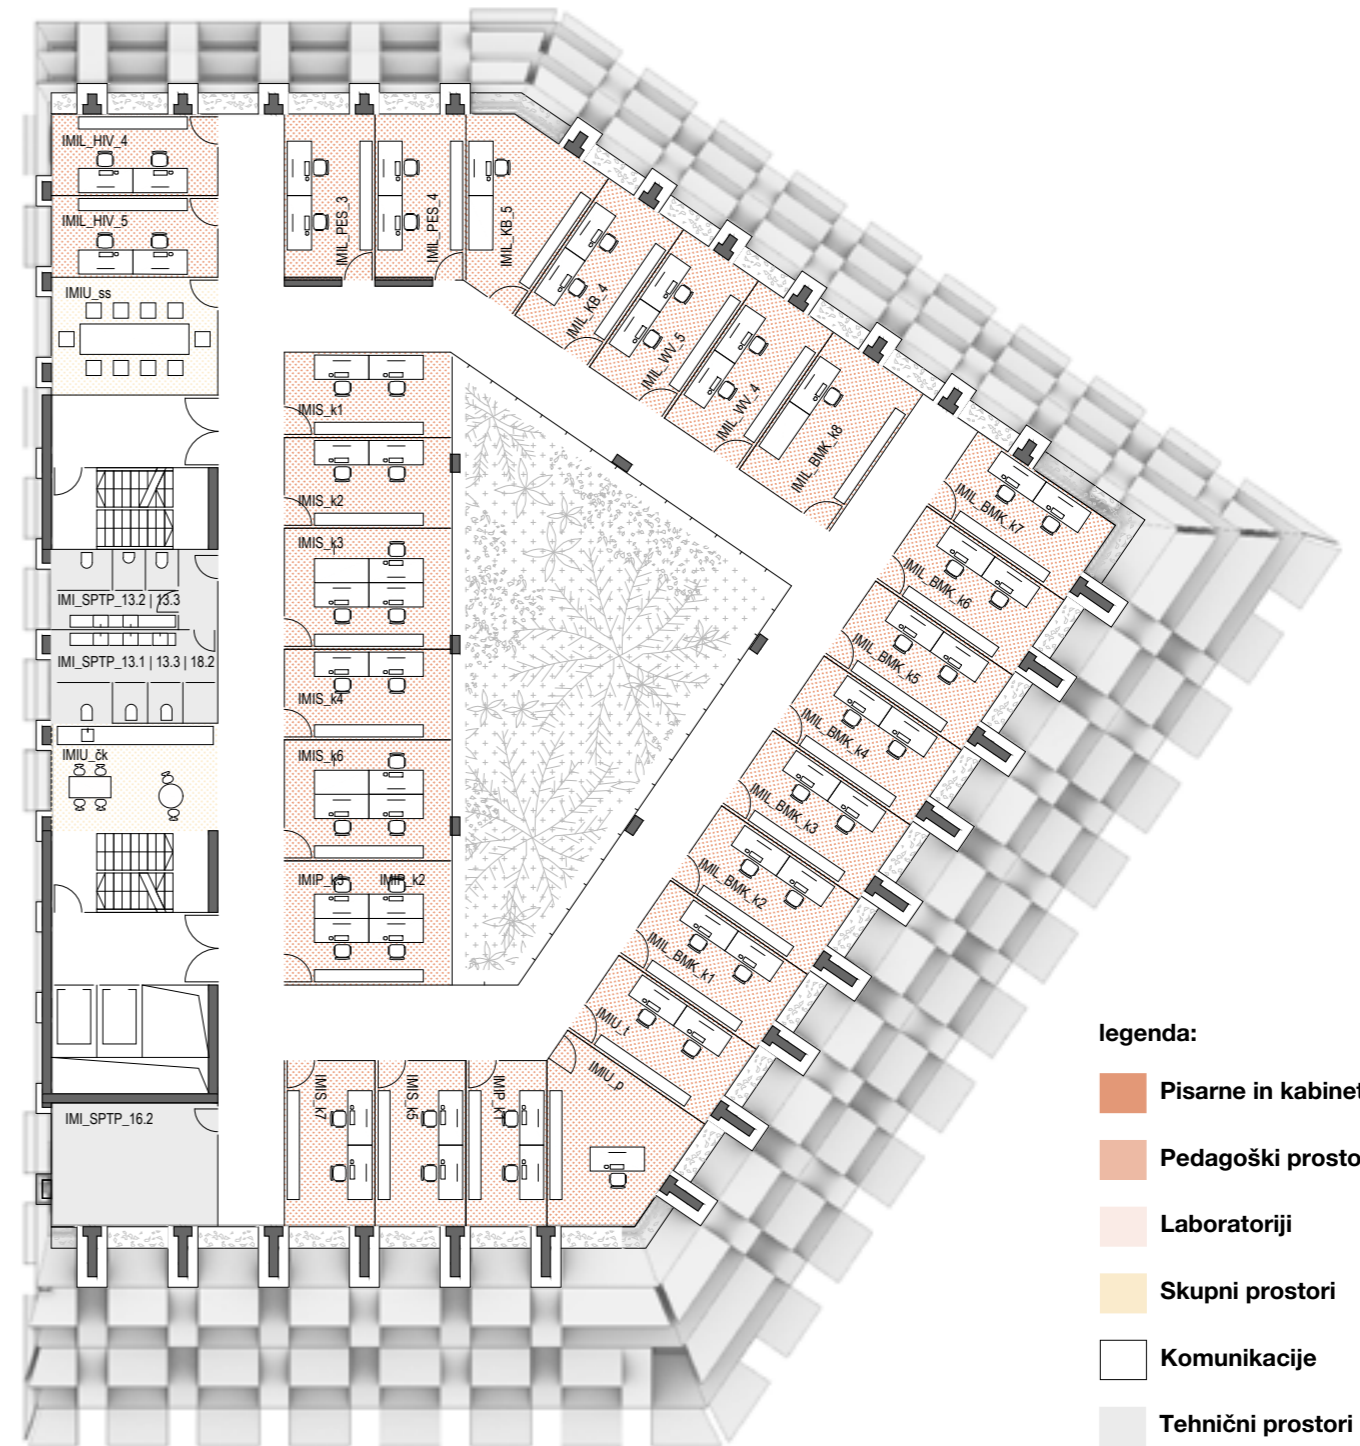 IMIL_HIV_4
IMIL_HIV_5
IMIU_ss
IMIL_PES_3
IMIL_PES_4
IMIL_KB_5
IMIL_KB_4
IMIL_WV_5
IMIL_WV_4
IMIL_BMK_k8
IMIL_BMK_k7
IMIL_BMK_k6
IMIL_BMK_k5
IMIL_BMK_k4
IMIL_BMK_k3
IMIL_BMK_k2
IMIL_BMK_k1
IMIU_t
IMIU_p
IMIS_k1
IMIS_k2
IMIS_k3
IMIS_k4
IMIS_k6
IMIP_k3 IMIP_k2
IMI_SPTP_13.2 | 13.3
IMI_SPTP_13.1 | 13.3 | 18.2
IMIU_čk
IMIS_k7
IMIS_k5
IMIP_k1
IMI_SPTP_16.2
legenda:
Pisarne in kabinet
Pedagoški prosto
Laboratoriji
Skupni prostori
Komunikacije
Tehnični prostori